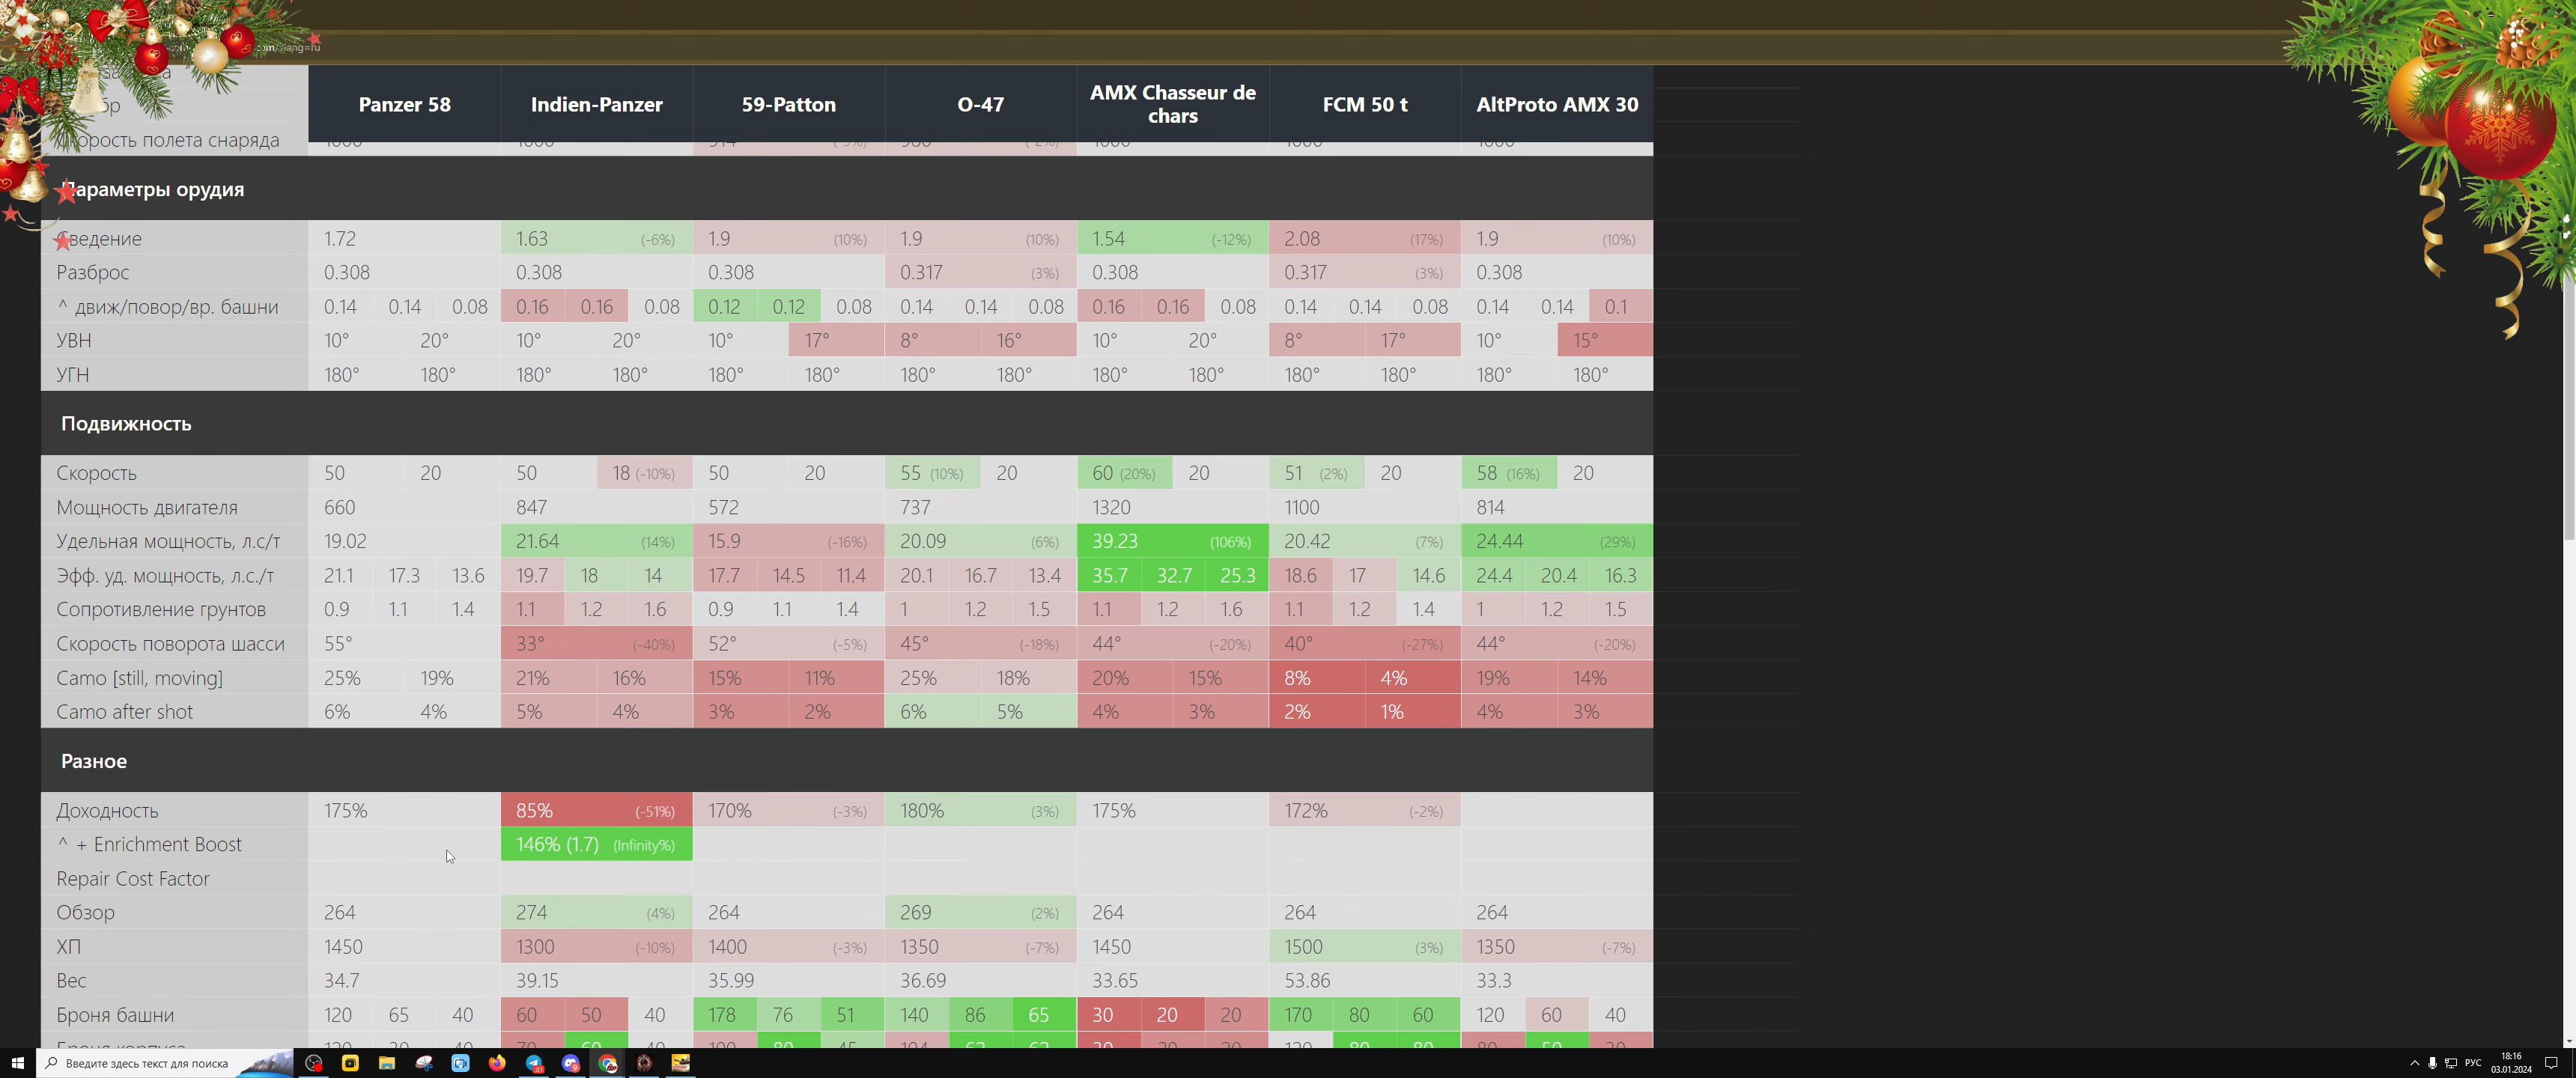 lang=ru
Panzer 58 Indien-Panzer 59-Patton O-47 AMX Chasseur de chars FCM 50 t AltProto AMX 30
Скорость полета снаряда
Параметры орудия
Сведение 1.72 1.63 (-6%) 1.9 (10%) 1.9 (10%) 1.54 (-12%) 2.08 (17%) 1.9 (10%)
Разброс 0.308 0.308 0.308 0.317 (3%) 0.308 0.317 (3%) 0.308
^ движ/повор/вр. башни 0.14 0.14 0.08 0.16 0.16 0.08 0.12 0.12 0.08 0.14 0.14 0.08 0.16 0.16 0.08 0.14 0.14 0.08 0.14 0.14 0.1
УВН 10° 20° 10° 20° 10° 17° 8° 16° 10° 20° 8° 17° 10° 15°
УГН 180° 180° 180° 180° 180° 180° 180° 180° 180° 180° 180° 180° 180° 180°
Подвижность
Скорость 50 20 50 18 (-10%) 50 20 55 (10%) 20 60 (20%) 20 51 (2%) 20 58 (16%) 20
Мощность двигателя 660 847 572 737 1320 1100 814
Удельная мощность, л.с/т 19.02 21.64 (14%) 15.9 (-16%) 20.09 (6%) 39.23 (106%) 20.42 (7%) 24.44 (29%)
Эфф. уд. мощность, л.с./т 21.1 17.3 13.6 19.7 18 14 17.7 14.5 11.4 20.1 16.7 13.4 35.7 32.7 25.3 18.6 17 14.6 24.4 20.4 16.3
Сопротивление грунтов 0.9 1.1 1.4 1.1 1.2 1.6 0.9 1.1 1.4 1 1.2 1.5 1.1 1.2 1.6 1.1 1.2 1.4 1 1.2 1.5
Скорость поворота шасси 55° 33° (-40%) 52° (-5%) 45° (-18%) 44° (-20%) 40° (-27%) 44° (-20%)
Camo [still, moving] 25% 19% 21% 16% 15% 11% 25% 18% 20% 15% 8% 4% 19% 14%
Camo after shot 6% 4% 5% 4% 3% 2% 6% 5% 4% 3% 2% 1% 4% 3%
Разное
Доходность 175% 85% (-51%) 170% (-3%) 180% (3%) 175% 172% (-2%)
^ + Enrichment Boost 146% (1.7) (Infinity%)
Repair Cost Factor
Обзор 264 274 (4%) 264 269 (2%) 264 264 264
ХП 1450 1300 (-10%) 1400 (-3%) 1350 (-7%) 1450 1500 (3%) 1350 (-7%)
Вес 34.7 39.15 35.99 36.69 33.65 53.86 33.3
Броня башни 120 65 40 60 50 40 178 76 51 140 86 65 30 20 20 170 80 60 120 60 40
Введите здесь текст для поиска
РУС
18:16
03.01.2024